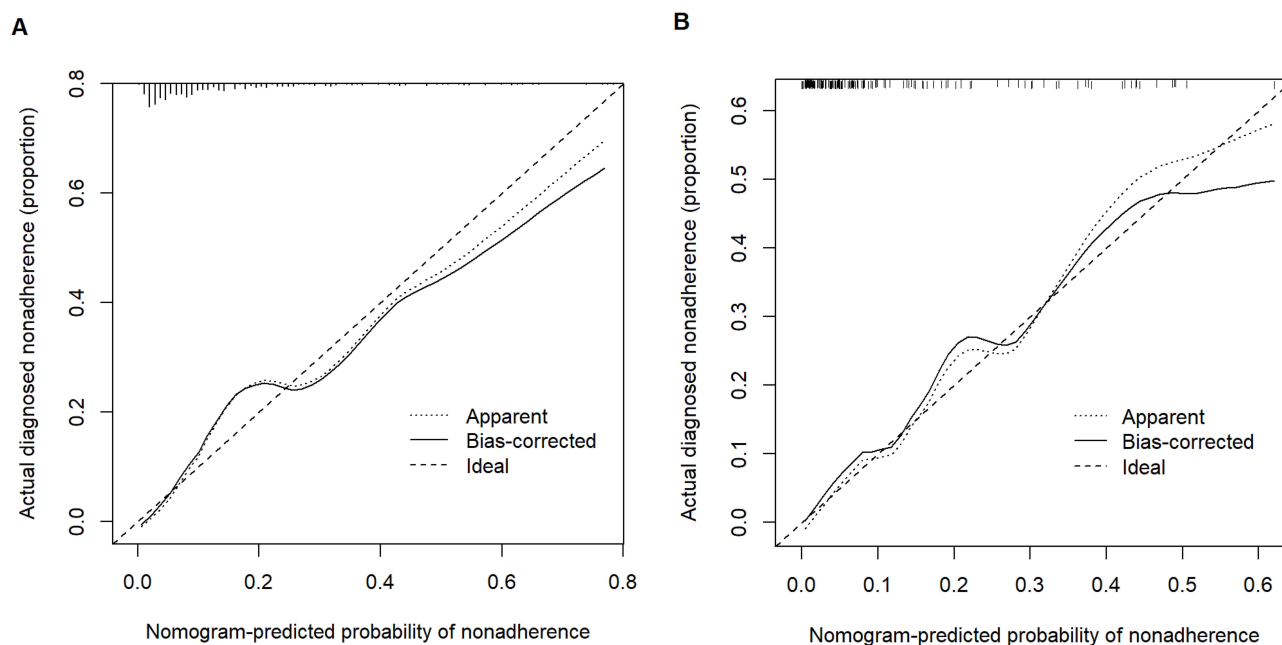 A
Actual diagnosed nonadherence (proportion)
0.8
0.6
0.4
0.2
0.0
Apparent
Bias-corrected
Ideal
0.0 0.2 0.4 0.6 0.8
Nomogram-predicted probability of nonadherence
B
Actual diagnosed nonadherence (proportion)
0.6
0.5
0.4
0.3
0.2
0.1
0.0
Apparent
Bias-corrected
Ideal
0.0 0.1 0.2 0.3 0.4 0.5 0.6
Nomogram-predicted probability of nonadherence